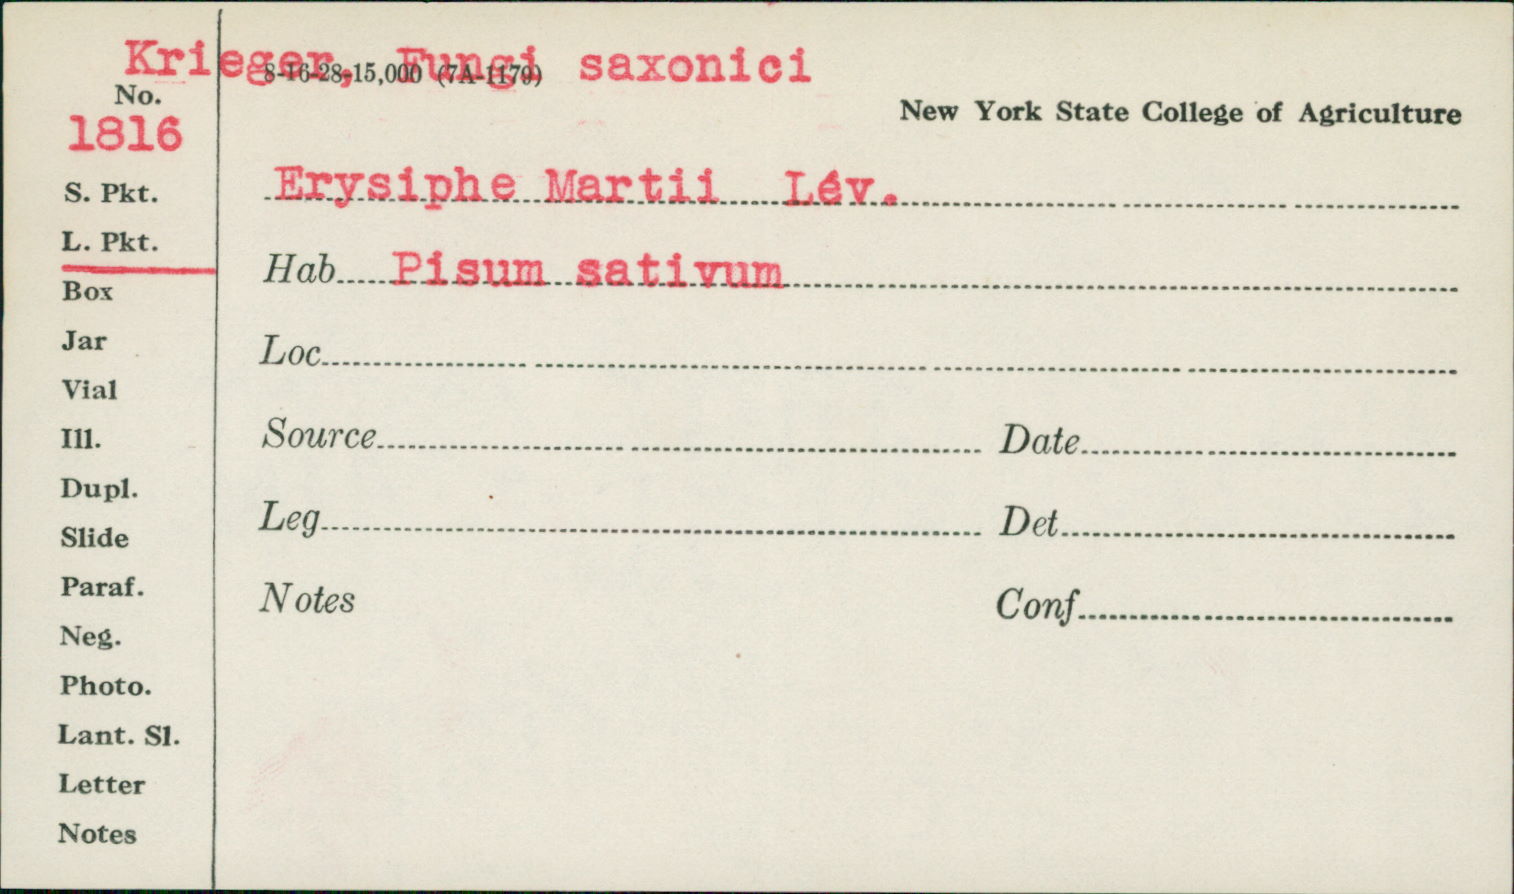 Krieger, Fungi saxonici
8-16-28-15,000 (7A-1179)
No.
1816
New York State College of Agriculture
S. Pkt.
Erysiphe Martii Lév.
L. Pkt.
Hab. Pisum sativum
Box
Jar
Loc.
Vial
Ill.
Source
Date
Dupl.
Leg.
Det.
Slide
Paraf.
Notes
Conf.
Neg.
Photo.
Lant. Sl.
Letter
Notes